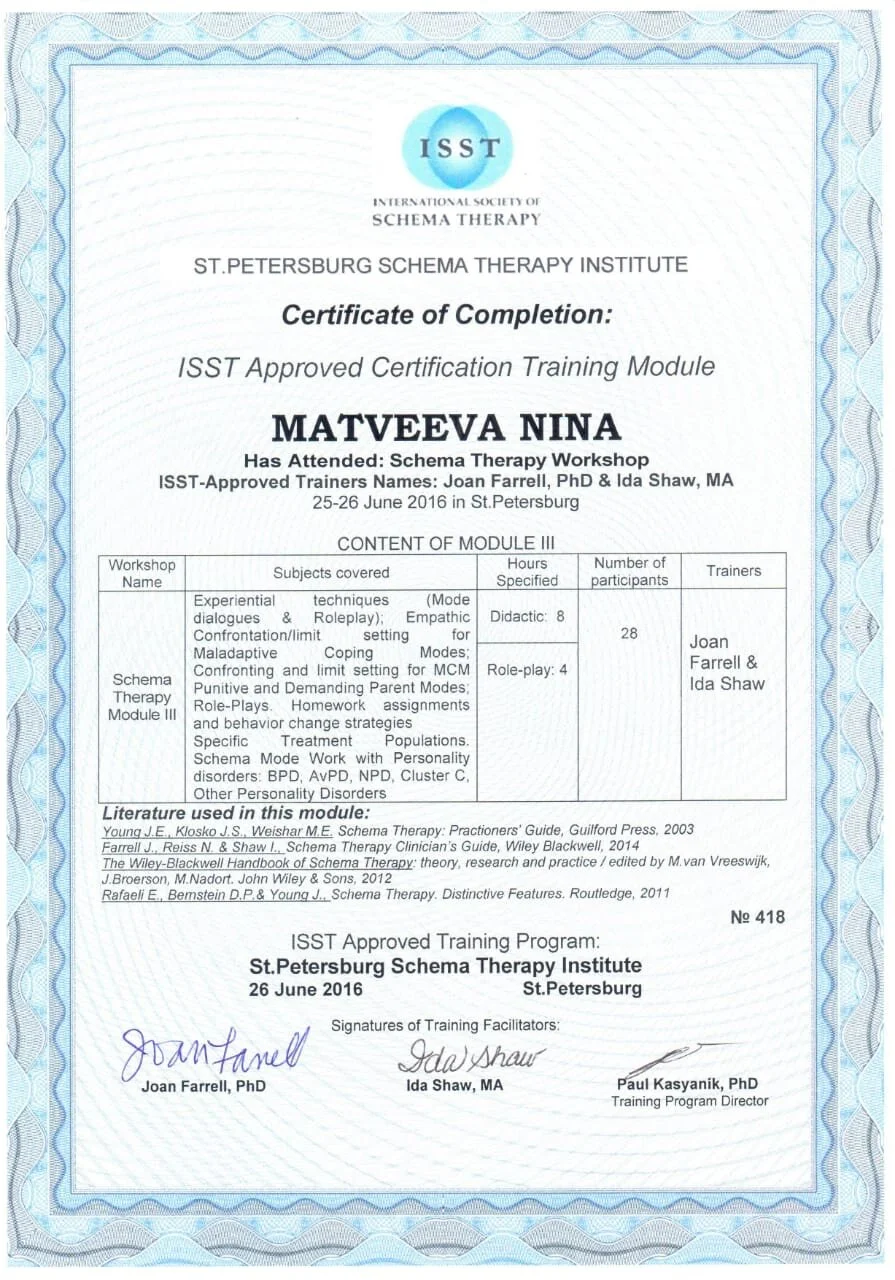 ISST
INTERNATIONAL SOCIETY OF
SCHEMA THERAPY
ST.PETERSBURG SCHEMA THERAPY INSTITUTE
Certificate of Completion:
ISST Approved Certification Training Module
MATVEEVA NINA
Has Attended: Schema Therapy Workshop
ISST-Approved Trainers Names: Joan Farrell, PhD & Ida Shaw, MA
25-26 June 2016 in St.Petersburg
CONTENT OF MODULE III
Workshop
Name
Subjects covered
Hours
Specified
Number of
participants
Trainers
Schema
Therapy
Module III
Experiential techniques (Mode
dialogues & Roleplay); Empathic
Confrontation/limit setting for
Maladaptive Coping Modes;
Confronting and limit setting for MCM
Punitive and Demanding Parent Modes;
Role-Plays. Homework assignments
and behavior change strategies
Specific Treatment Populations.
Schema Mode Work with Personality
disorders: BPD, AvPD, NPD, Cluster C,
Other Personality Disorders
Didactic: 8
Role-play: 4
28
Joan
Farrell &
Ida Shaw
Literature used in this module:
Young J.E., Klosko J.S., Weishar M.E. Schema Therapy: Practioners' Guide, Guilford Press, 2003
Farrell J., Reiss N. & Shaw I., Schema Therapy Clinician's Guide, Wiley Blackwell, 2014
The Wiley-Blackwell Handbook of Schema Therapy: theory, research and practice / edited by M.van Vreeswijk,
J.Broerson, M.Nadort. John Wiley & Sons, 2012
Rafaeli E., Bernstein D.P.& Young J., Schema Therapy. Distinctive Features. Routledge, 2011
№ 418
ISST Approved Training Program:
St.Petersburg Schema Therapy Institute
26 June 2016 St.Petersburg
Signatures of Training Facilitators:
Joan Farrell Ida Shaw
Joan Farrell, PhD
Ida Shaw, MA
Paul Kasyanik, PhD
Training Program Director